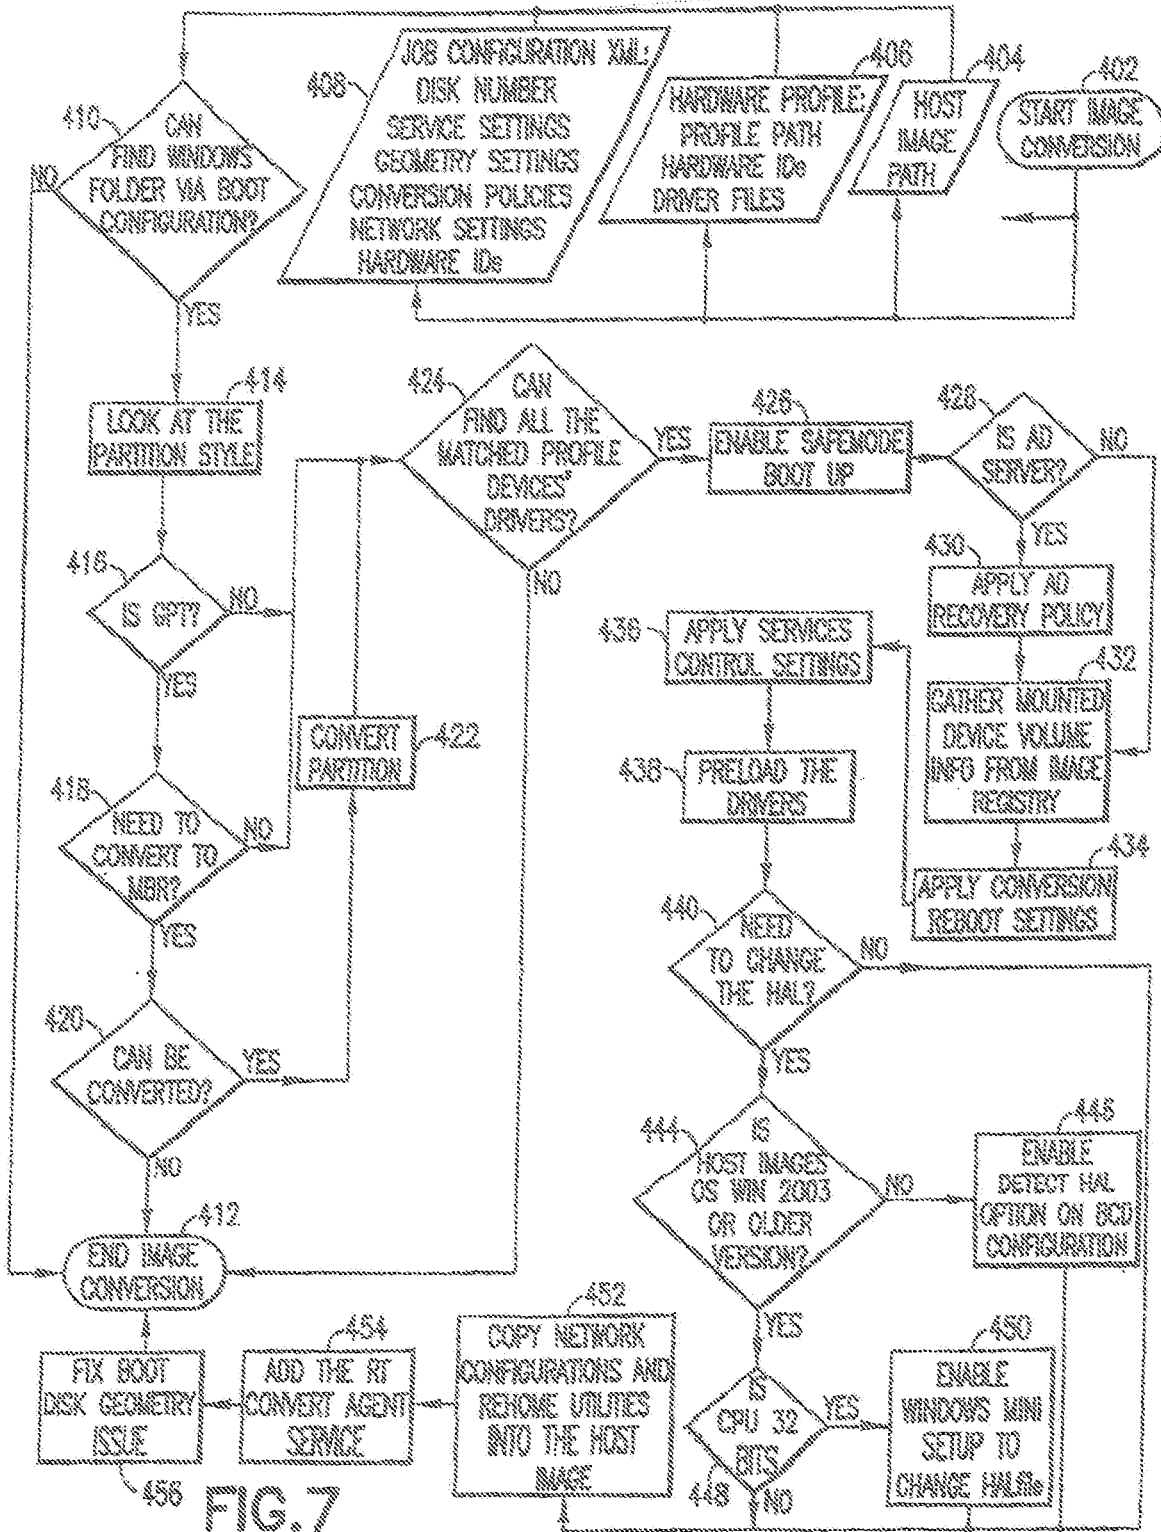 402
START IMAGE
CONVERSION
404
HOST
IMAGE
PATH
406
HARDWARE PROFILE:
PROFILE PATH
HARDWARE IDs
DRIVER FILES
408
JOB CONFIGURATION XML:
DISK NUMBER
SERVICE SETTINGS
GEOMETRY SETTINGS
CONVERSION POLICIES
NETWORK SETTINGS
HARDWARE IDs
410
CAN
FIND WINDOWS
FOLDER VIA BOOT
CONFIGURATION?
NO
YES
414
LOOK AT THE
PARTITION STYLE
416
IS GPT?
NO
YES
418
NEED TO
CONVERT TO
MBR?
NO
YES
420
CAN BE
CONVERTED?
YES
NO
422
CONVERT
PARTITION
412
END IMAGE
CONVERSION
424
CAN
FIND ALL THE
MATCHED PROFILE
DEVICES'
DRIVERS?
YES
NO
426
ENABLE SAFEMODE
BOOT UP
428
IS AD
SERVER?
NO
YES
430
APPLY AD
RECOVERY POLICY
432
GATHER MOUNTED
DEVICE VOLUME
INFO FROM IMAGE
REGISTRY
434
APPLY CONVERSION
REBOOT SETTINGS
436
APPLY SERVICES
CONTROL SETTINGS
438
PRELOAD THE
DRIVERS
440
NEED
TO CHANGE
THE HAL?
NO
YES
444
IS
HOST IMAGES
OS WIN 2003
OR OLDER
VERSION?
NO
YES
446
ENABLE
DETECT HAL
OPTION ON BCD
CONFIGURATION
448
IS
CPU 32
BITS
YES
NO
450
ENABLE
WINDOWS MINI
SETUP TO
CHANGE HALfile
452
COPY NETWORK
CONFIGURATIONS AND
REHOME UTILITIES
INTO THE HOST
IMAGE
454
ADD THE RT
CONVERT AGENT
SERVICE
FIX BOOT
DISK GEOMETRY
ISSUE
456
FIG.7